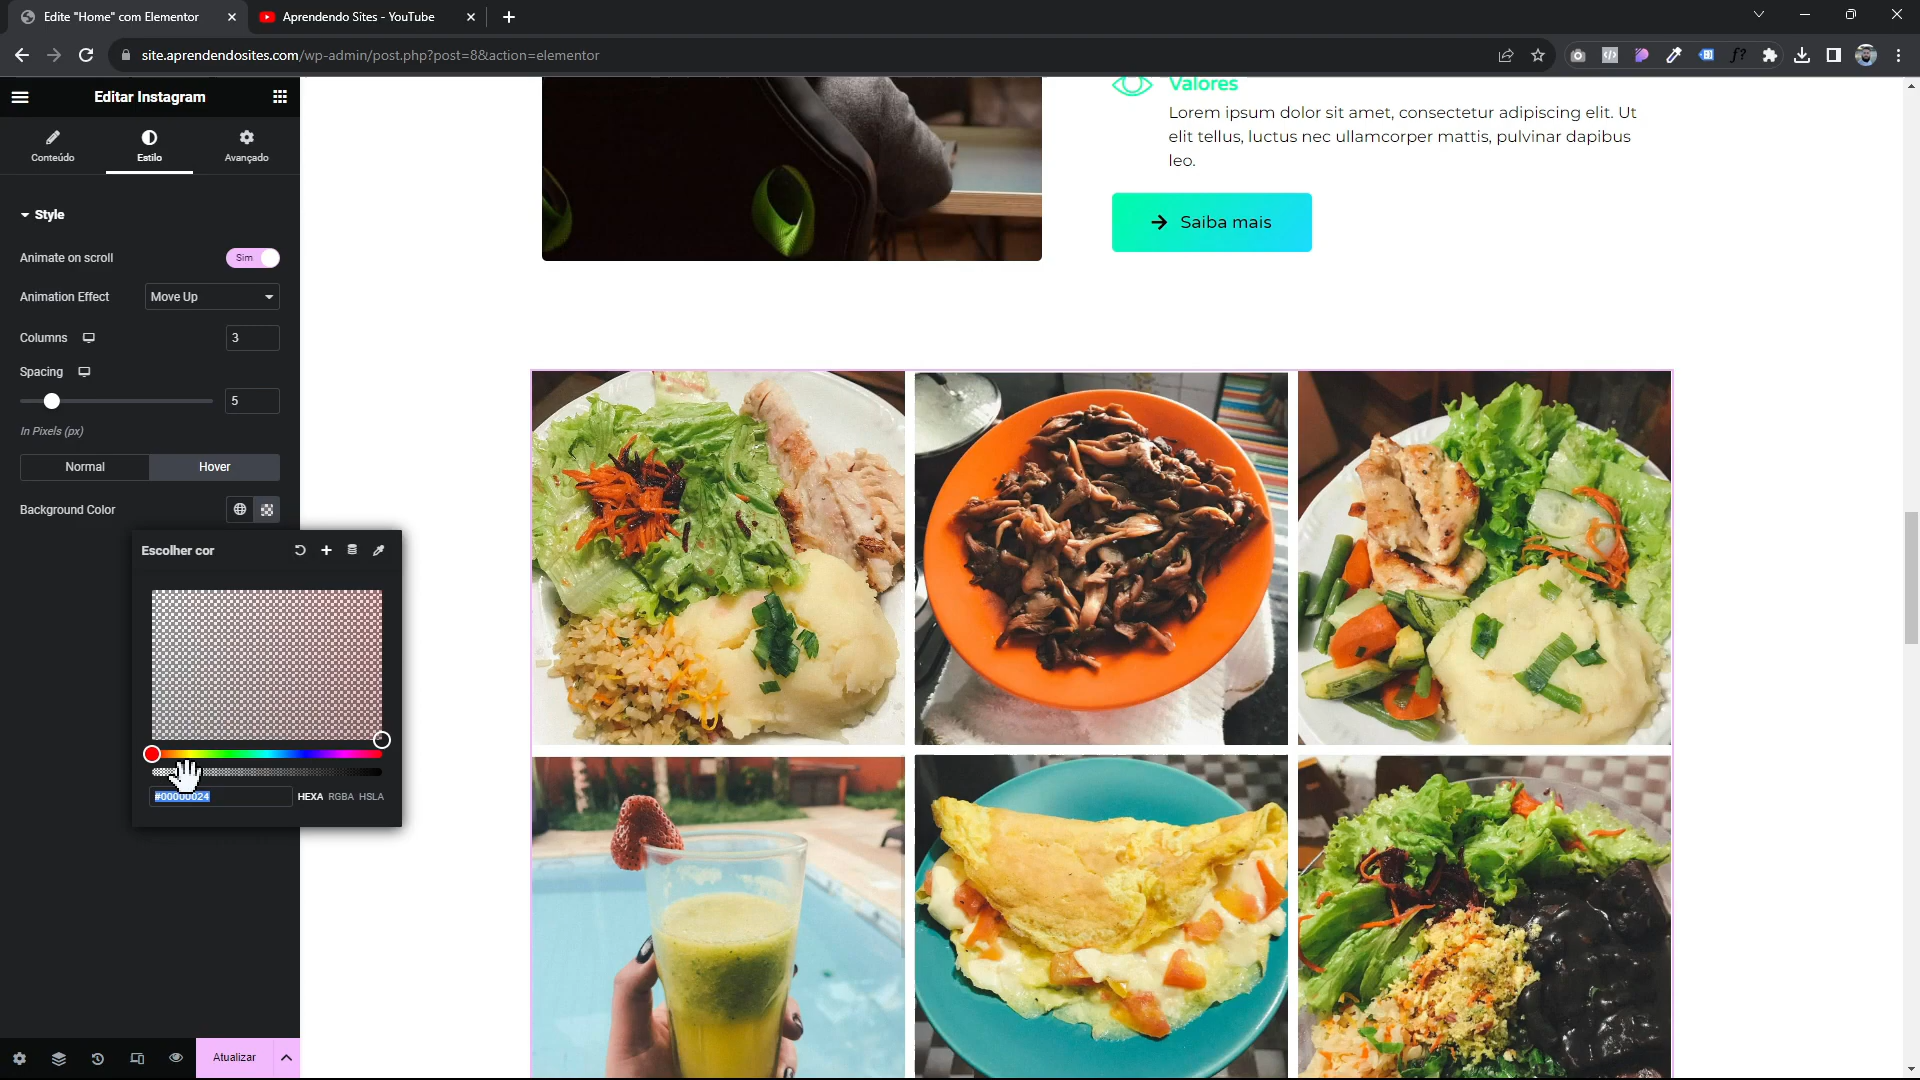 Edite "Home" com Elementor
Aprendendo Sites - YouTube
site.aprendendosites.com/wp-admin/post.php?post=8&action=elementor
Editar Instagram
Conteúdo
Estilo
Avançado
Style
Animate on scroll
Sim
Animation Effect
Move Up
Columns
3
Spacing
5
In Pixels (px)
Normal
Hover
Background Color
Escolher cor
#00000024
HEXA RGBA HSLA
Atualizar
Valores
Lorem ipsum dolor sit amet, consectetur adipiscing elit. Ut
elit tellus, luctus nec ullamcorper mattis, pulvinar dapibus
leo.
Saiba mais